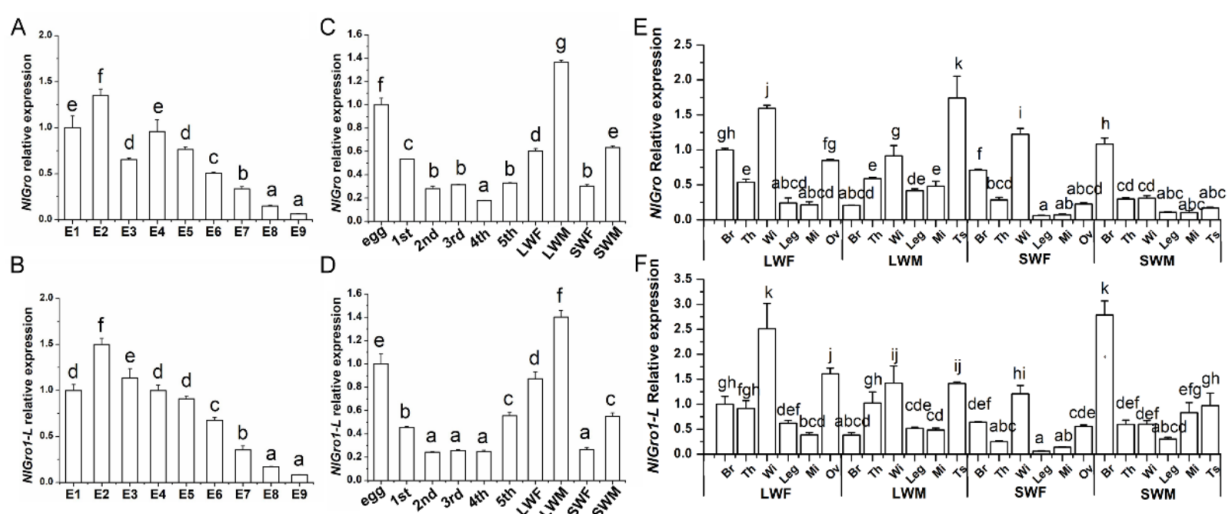 A
NlGro relative expression
2.0
1.5
1.0
0.5
0.0
e f d e d c b a a
E1 E2 E3 E4 E5 E6 E7 E8 E9
B
NlGro1-L relative expression
2.0
1.5
1.0
0.5
0.0
d f e d d c b a a
E1 E2 E3 E4 E5 E6 E7 E8 E9
C
NlGro relative expression
1.6
1.4
1.2
1.0
0.8
0.6
0.4
0.2
0.0
f c b b a b d g b e
egg 1st 2nd 3rd 4th 5th LWF LWM SWF SWM
D
NlGro1-L relative expression
1.6
1.4
1.2
1.0
0.8
0.6
0.4
0.2
0.0
e b a a a c d f a c
egg 1st 2nd 3rd 4th 5th LWF LWM SWF SWM
E
NlGro Relative expression
2.5
2.0
1.5
1.0
0.5
0.0
gh e j abcd abcd fg abcd e g de e k f bcd i a ab abcd h cd cd abc abc abc
Br Th Wi Leg Mi Ov Br Th Wi Leg Mi Ts Br Th Wi Leg Mi Ov Br Th Wi Leg Mi Ts
LWF LWM SWF SWM
F
NlGro1-L Relative expression
3.5
3.0
2.5
2.0
1.5
1.0
0.5
0.0
gh fgh k def bcd j abcd gh ij cde cd ij def abc hi a ab cde k def def abcd efg gh
Br Th Wi Leg Mi Ov Br Th Wi Leg Mi Ts Br Th Wi Leg Mi Ov Br Th Wi Leg Mi Ts
LWF LWM SWF SWM